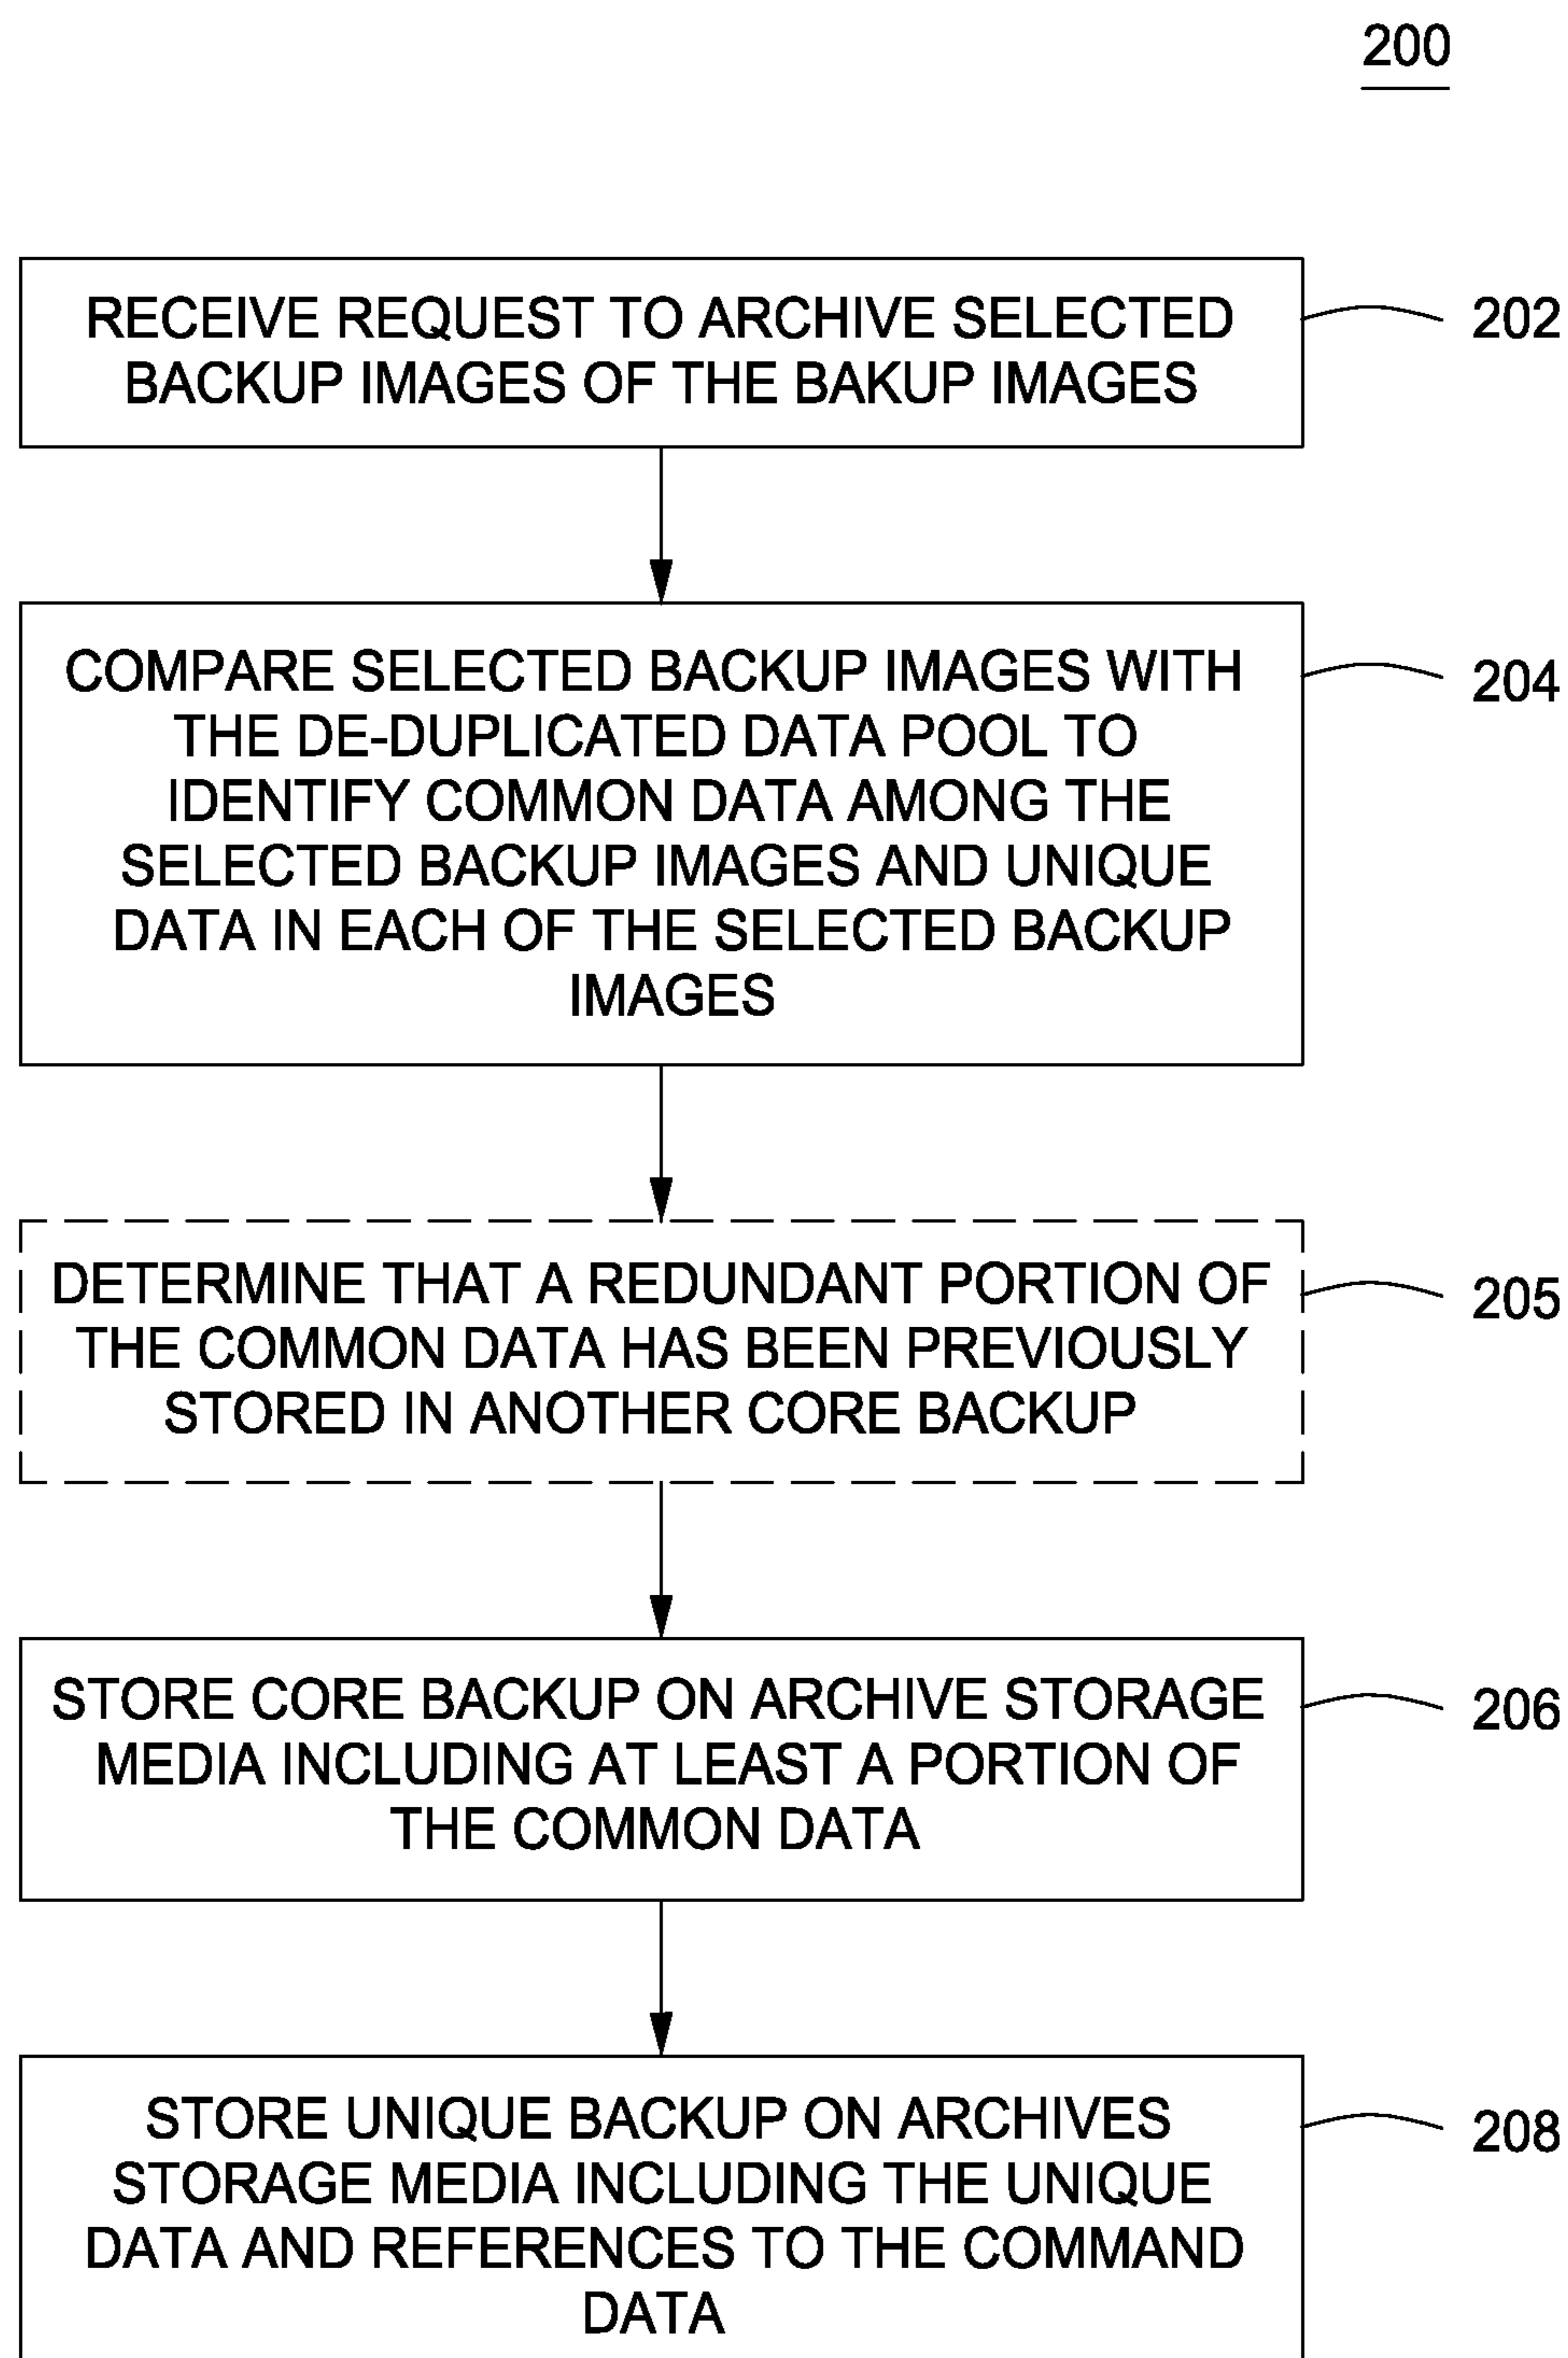 200
RECEIVE REQUEST TO ARCHIVE SELECTED
BACKUP IMAGES OF THE BAKUP IMAGES
202
COMPARE SELECTED BACKUP IMAGES WITH
THE DE-DUPLICATED DATA POOL TO
IDENTIFY COMMON DATA AMONG THE
SELECTED BACKUP IMAGES AND UNIQUE
DATA IN EACH OF THE SELECTED BACKUP
IMAGES
204
DETERMINE THAT A REDUNDANT PORTION OF
THE COMMON DATA HAS BEEN PREVIOUSLY
STORED IN ANOTHER CORE BACKUP
205
STORE CORE BACKUP ON ARCHIVE STORAGE
MEDIA INCLUDING AT LEAST A PORTION OF
THE COMMON DATA
206
STORE UNIQUE BACKUP ON ARCHIVES
STORAGE MEDIA INCLUDING THE UNIQUE
DATA AND REFERENCES TO THE COMMAND
DATA
208